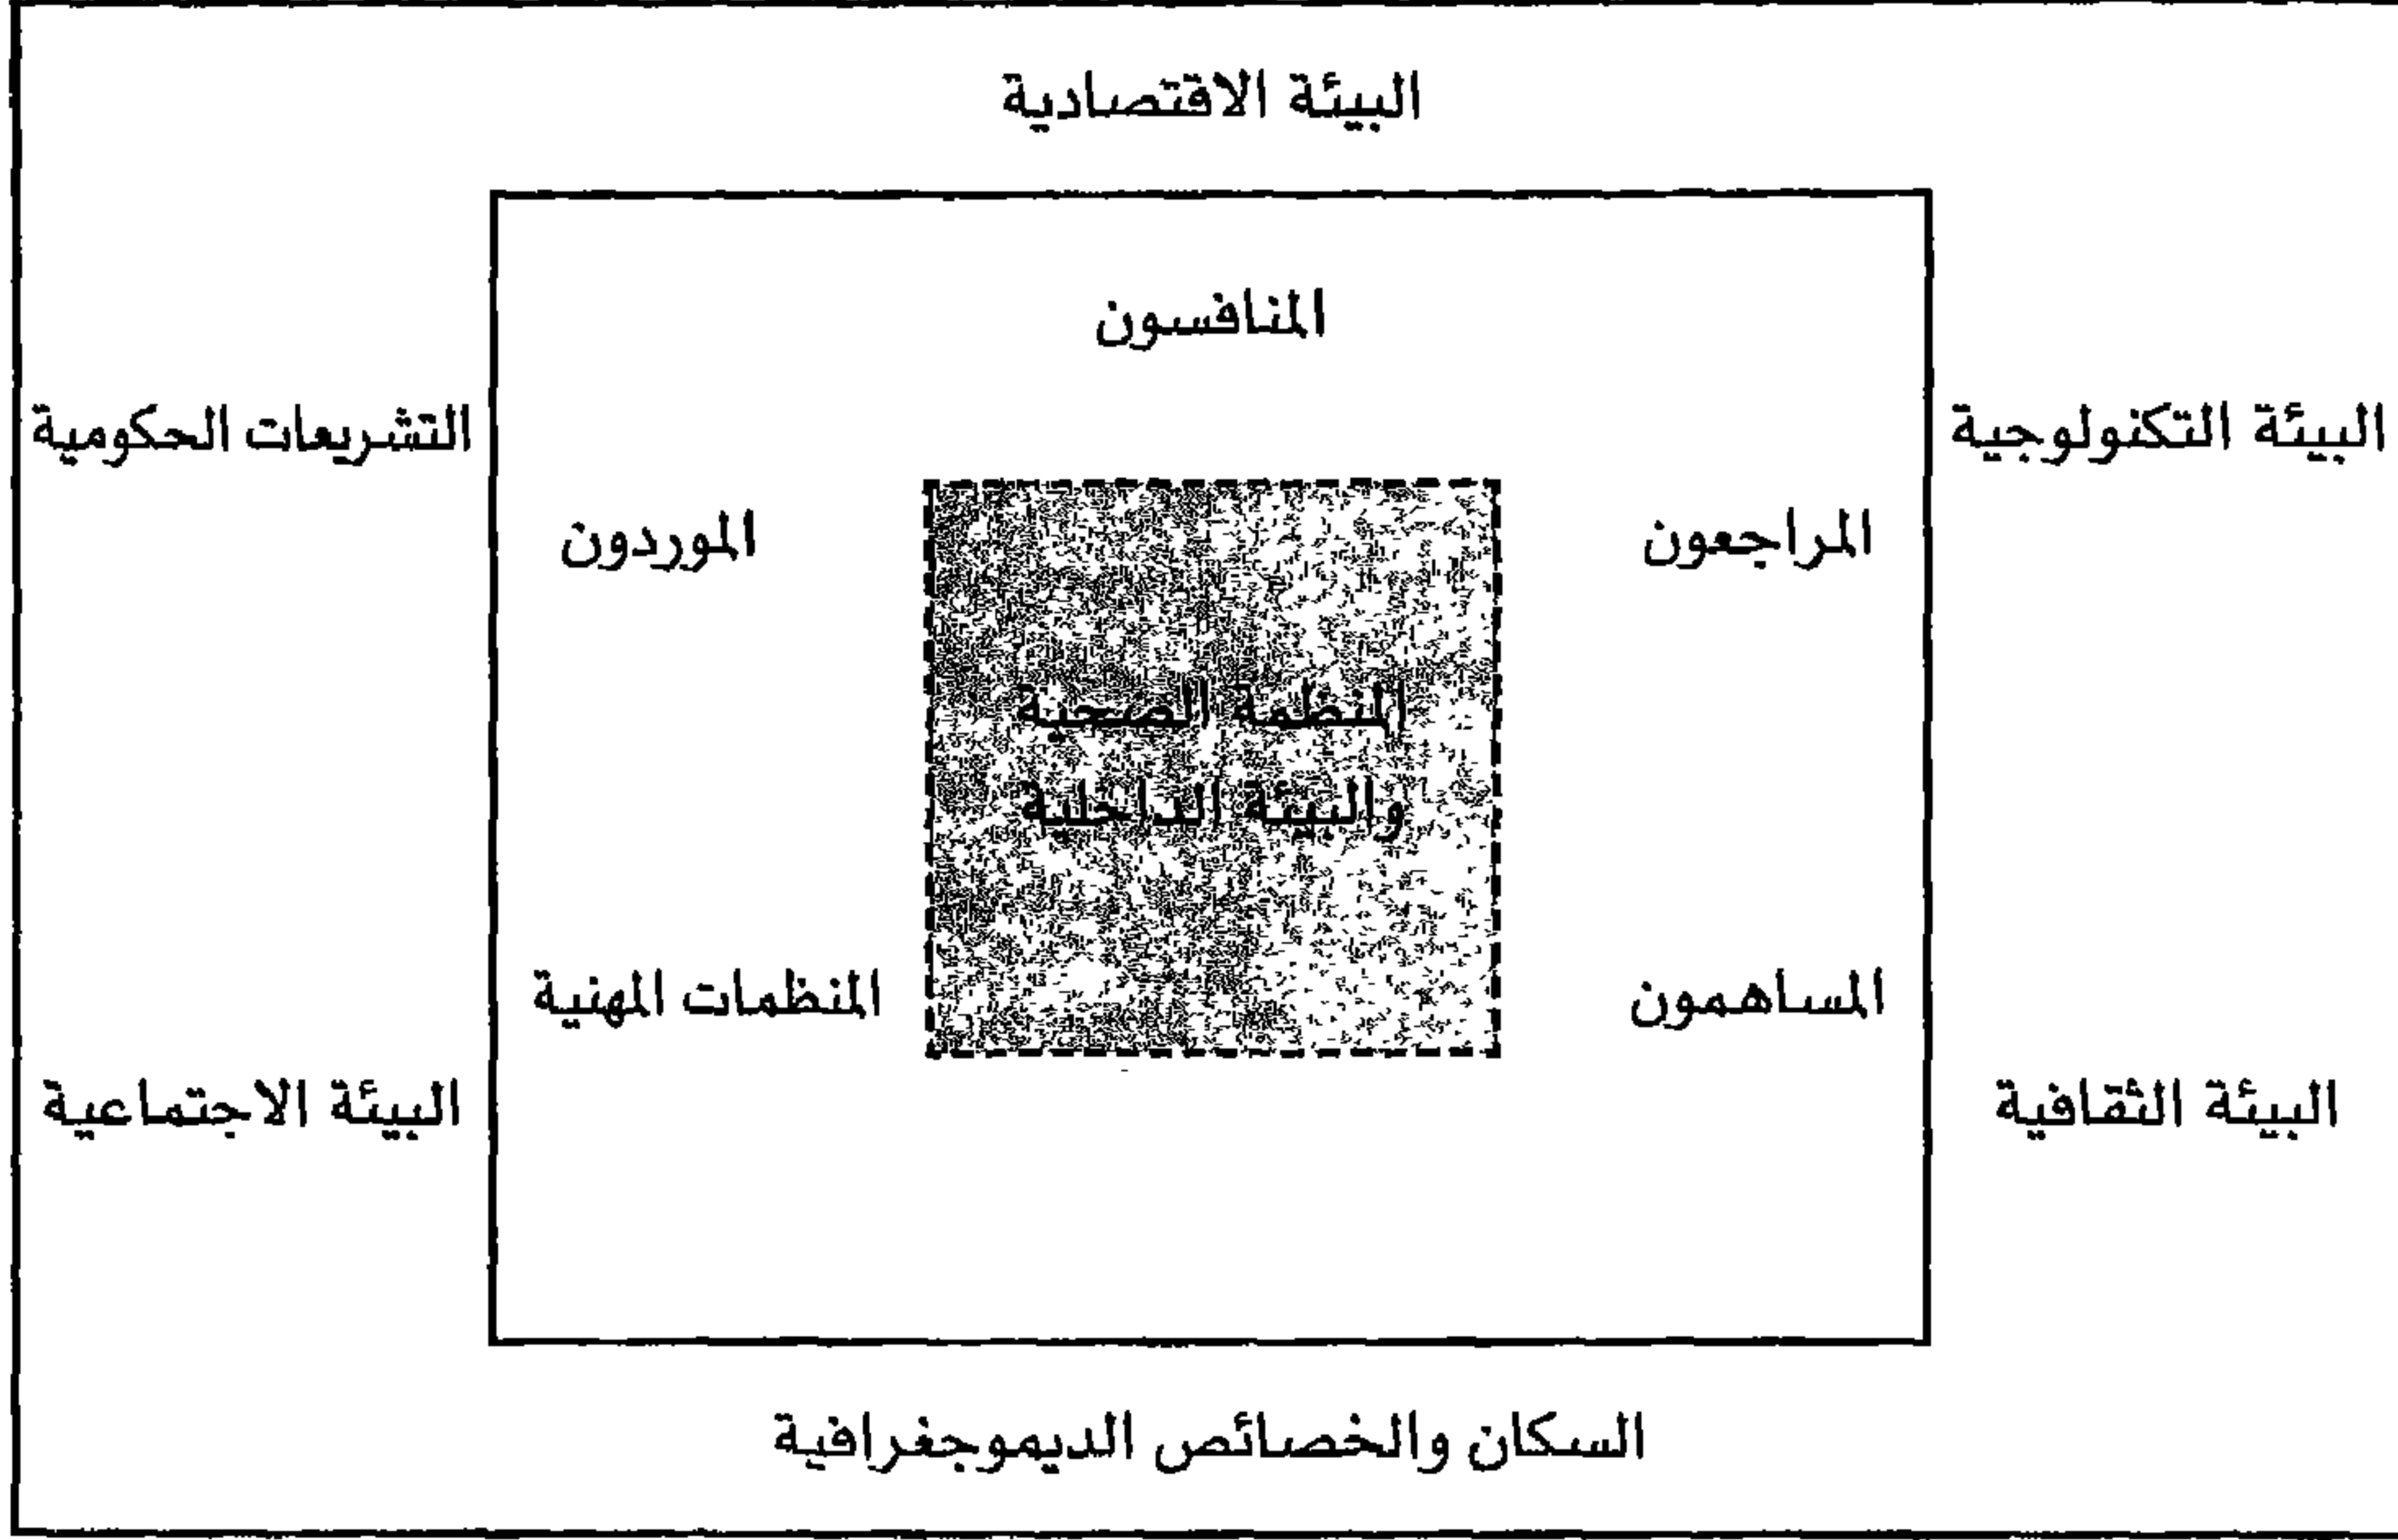 البيئة الاقتصادية
المنافسون
البيئة التكنولوجية
التشريعات الحكومية
المراجعون
الموردون
المنظمة الصحية
والبيئة الداخلية
المساهمون
المنظمات المهنية
البيئة الثقافية
البيئة الاجتماعية
السكان والخصائص الديموجغرافية